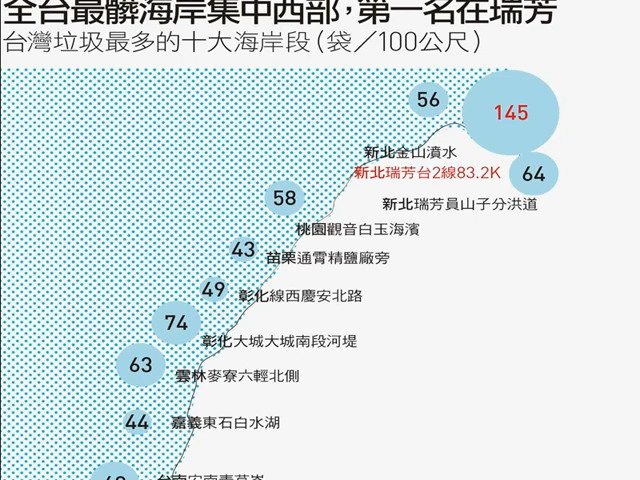 全台最髒海岸集中西部，第一名在瑞芳
台灣垃圾最多的十大海岸段（袋／100公尺）
56
145
新北金山濆水
新北瑞芳台2線83.2K
64
58
新北瑞芳員山子分洪道
桃園觀音白玉海濱
43
苗栗通霄精鹽廠旁
49
彰化線西慶安北路
74
彰化大城大城南段河堤
63
雲林麥寮六輕北側
44
嘉義東石白水湖